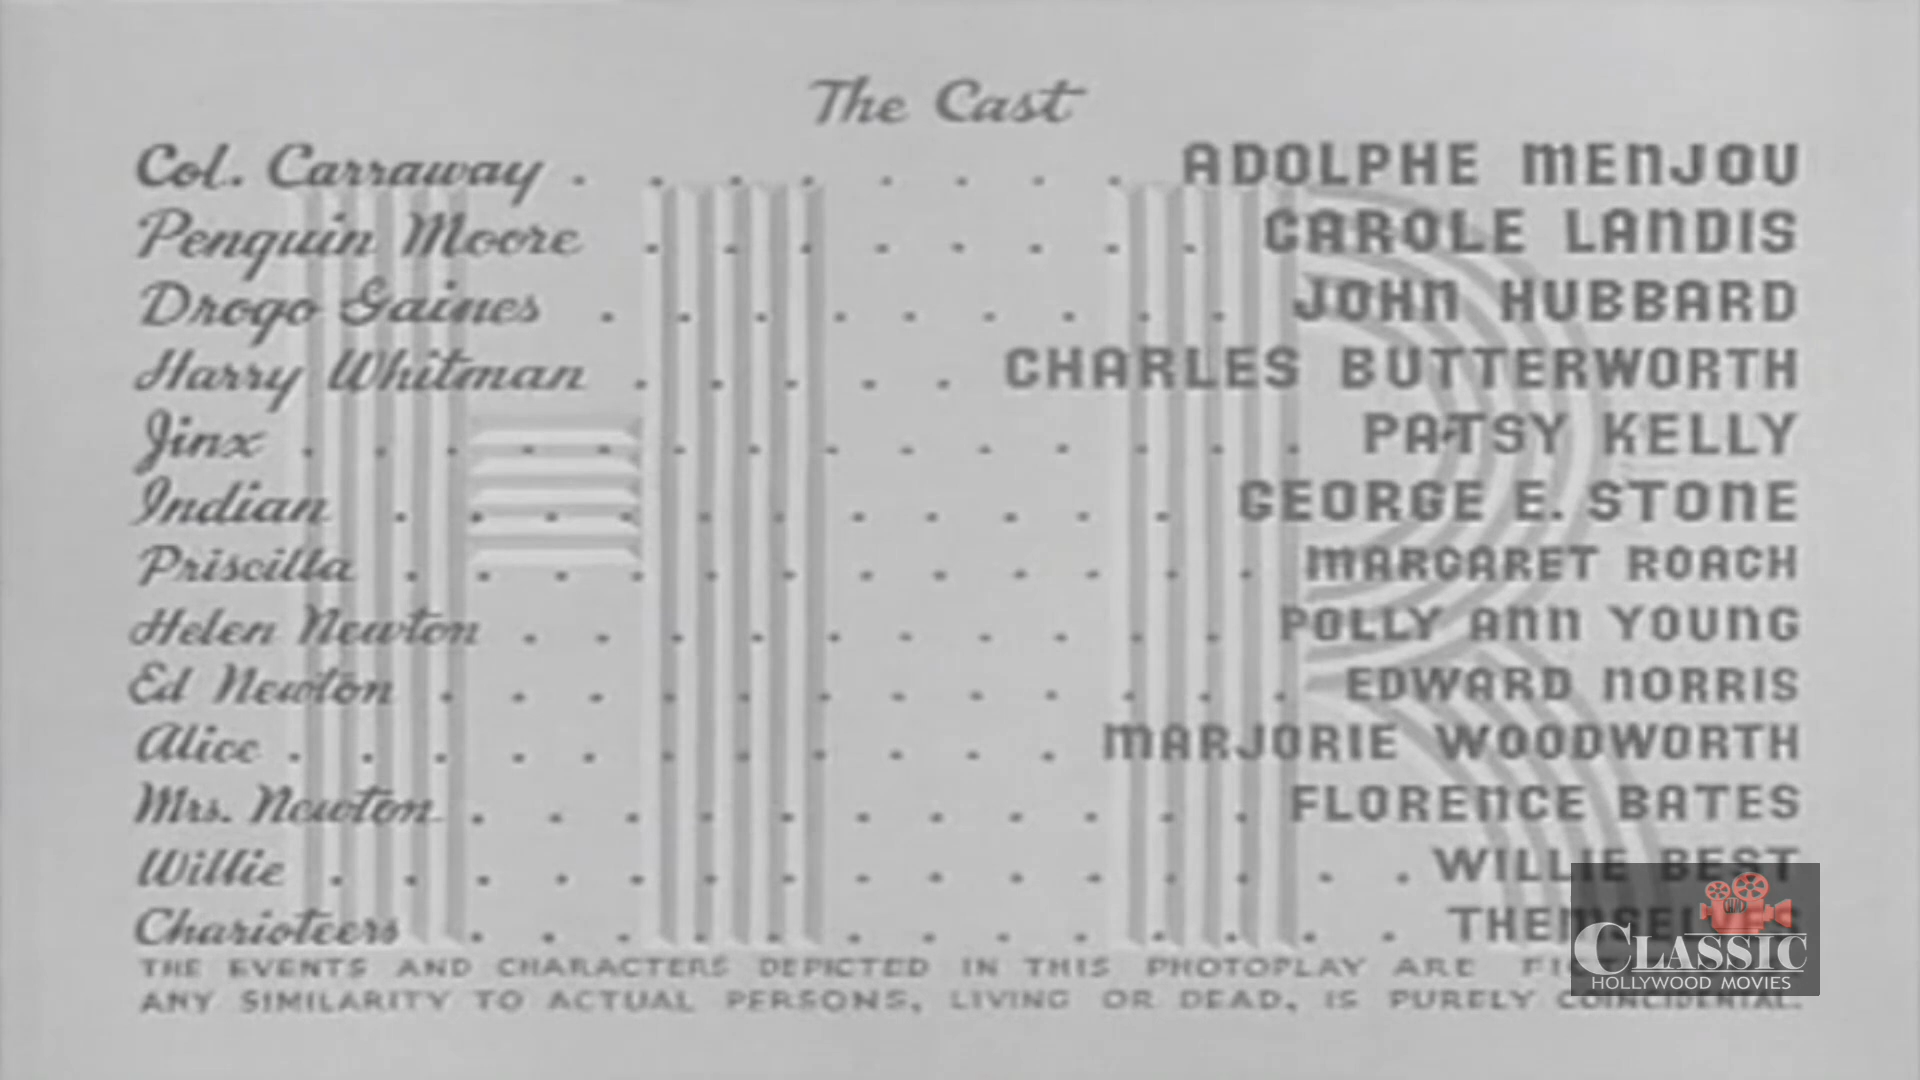 The Cast
Col. Carraway . . . . . . . . ADOLPHE MENJOU
Penguin Moore . . . . . . . . CAROLE LANDIS
Drogo Gaines . . . . . . . . . JOHN HUBBARD
Harry Whitman . . . . . CHARLES BUTTERWORTH
Jinx . . . . . . . . . . . . . . PATSY KELLY
Indian . . . . . . . . . . . GEORGE E. STONE
Priscilla . . . . . . . . . . . . MARGARET ROACH
Helen Newton . . . . . . . . . . POLLY ANN YOUNG
Ed Newton . . . . . . . . . . . . EDWARD NORRIS
Alice . . . . . . . . . . . MARJORIE WOODWORTH
Mrs. Newton . . . . . . . . . . . FLORENCE BATES
Willie . . . . . . . . . . . . . . . WILLIE BEST
Charioteers . . . . . . . . . . . . . THEMSELVES
THE EVENTS AND CHARACTERS DEPICTED IN THIS PHOTOPLAY ARE
ANY SIMILARITY TO ACTUAL PERSONS, LIVING OR DEAD, IS PURELY COINCIDENTAL.
CLASSIC
HOLLYWOOD MOVIES